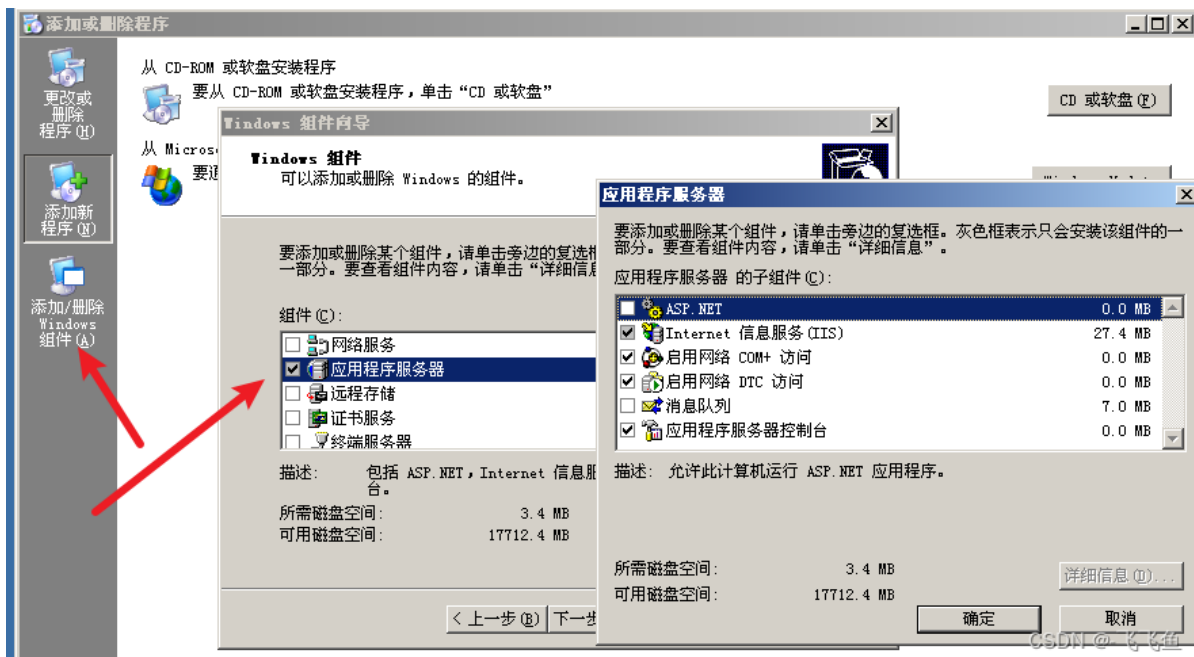 添加或删除程序
更改或
删除
程序(H)
添加新
程序(N)
添加/删除
Windows
组件(A)
从 CD-ROM 或软盘安装程序
要从 CD-ROM 或软盘安装程序，单击“CD 或软盘”
CD 或软盘(F)
从 Micros
Windows 组件向导
Windows 组件
可以添加或删除 Windows 的组件。
要添加或删除某个组件，请单击旁边的复选
一部分。要查看组件内容，请单击“详细信息
组件(C):
网络服务
应用程序服务器
远程存储
证书服务
终端服务器
描述: 包括 ASP.NET，Internet 信息
台。
所需磁盘空间: 3.4 MB
可用磁盘空间: 17712.4 MB
< 上一步(B)
下一步
应用程序服务器
要添加或删除某个组件，请单击旁边的复选框。灰色框表示只会安装该组件的一
部分。要查看组件内容，请单击“详细信息”。
应用程序服务器 的子组件(C):
ASP.NET 0.0 MB
Internet 信息服务(IIS) 27.4 MB
启用网络 COM+ 访问 0.0 MB
启用网络 DTC 访问 0.0 MB
消息队列 7.0 MB
应用程序服务器控制台 0.0 MB
描述: 允许此计算机运行 ASP.NET 应用程序。
所需磁盘空间: 3.4 MB
可用磁盘空间: 17712.4 MB
详细信息(D)...
确定
取消
CSDN @-飞飞鱼